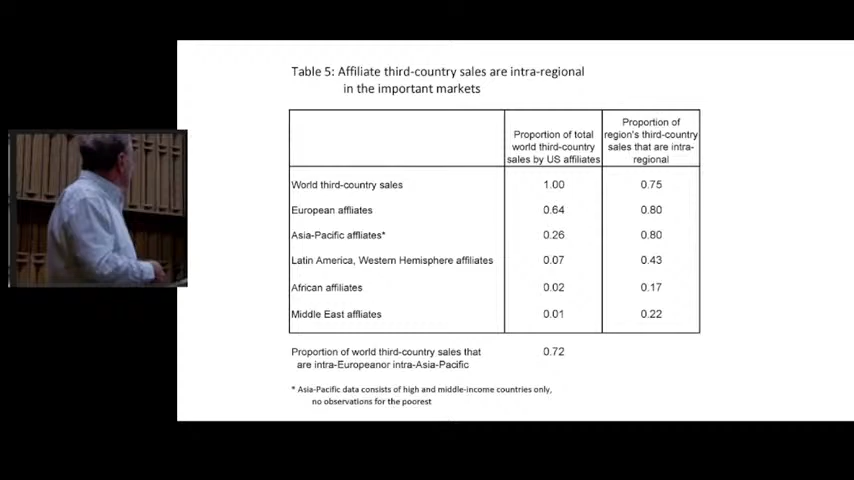 Table 5: Affiliate third-country sales are intra-regional
in the important markets
Proportion of total
world third-country
sales by US affiliates
Proportion of
region's third-country
sales that are intra-
regional
World third-country sales 1.00 0.75
European affliates 0.64 0.80
Asia-Pacific affliates* 0.26 0.80
Latin America, Western Hemisphere affiliates 0.07 0.43
African affiliates 0.02 0.17
Middle East affliates 0.01 0.22
Proportion of world third-country sales that 0.72
are intra-Europeanor intra-Asia-Pacific
* Asia-Pacific data consists of high and middle-income countries only,
no observations for the poorest